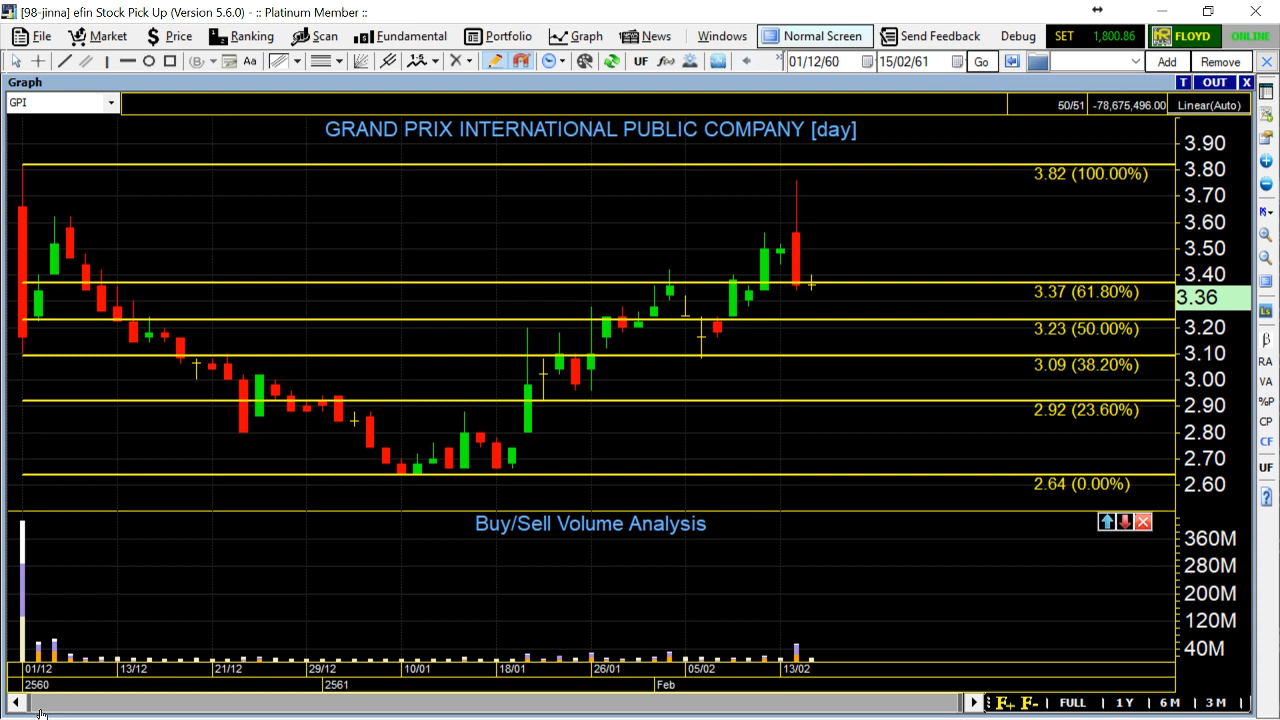 [98-jinna] efin Stock Pick Up (Version 5.6.0) - :: Platinum Member ::
File Market Price Ranking Scan Fundamental Portfolio Graph News Windows Normal Screen Send Feedback Debug SET 1,800.86 FLOYD ONLINE
Aa UF f(x) 01/12/60 15/02/61 Go Add Remove
Graph T OUT X
GPI 50/51 -78,675,496.00 Linear(Auto)
GRAND PRIX INTERNATIONAL PUBLIC COMPANY [day]
3.90
3.82 (100.00%)
3.80
3.70
3.60
3.50
3.40
3.37 (61.80%)
3.36
3.23 (50.00%)
3.20
3.09 (38.20%)
3.10
3.00
2.92 (23.60%)
2.90
2.80
2.70
2.64 (0.00%)
2.60
Ls
β
RA
VA
%P
CP
CF
UF
Buy/Sell Volume Analysis
360M
280M
200M
120M
40M
01/12 13/12 21/12 29/12 10/01 18/01 26/01 05/02 13/02
2560 2561 Feb
F+ F- FULL 1 Y 6 M 3 M